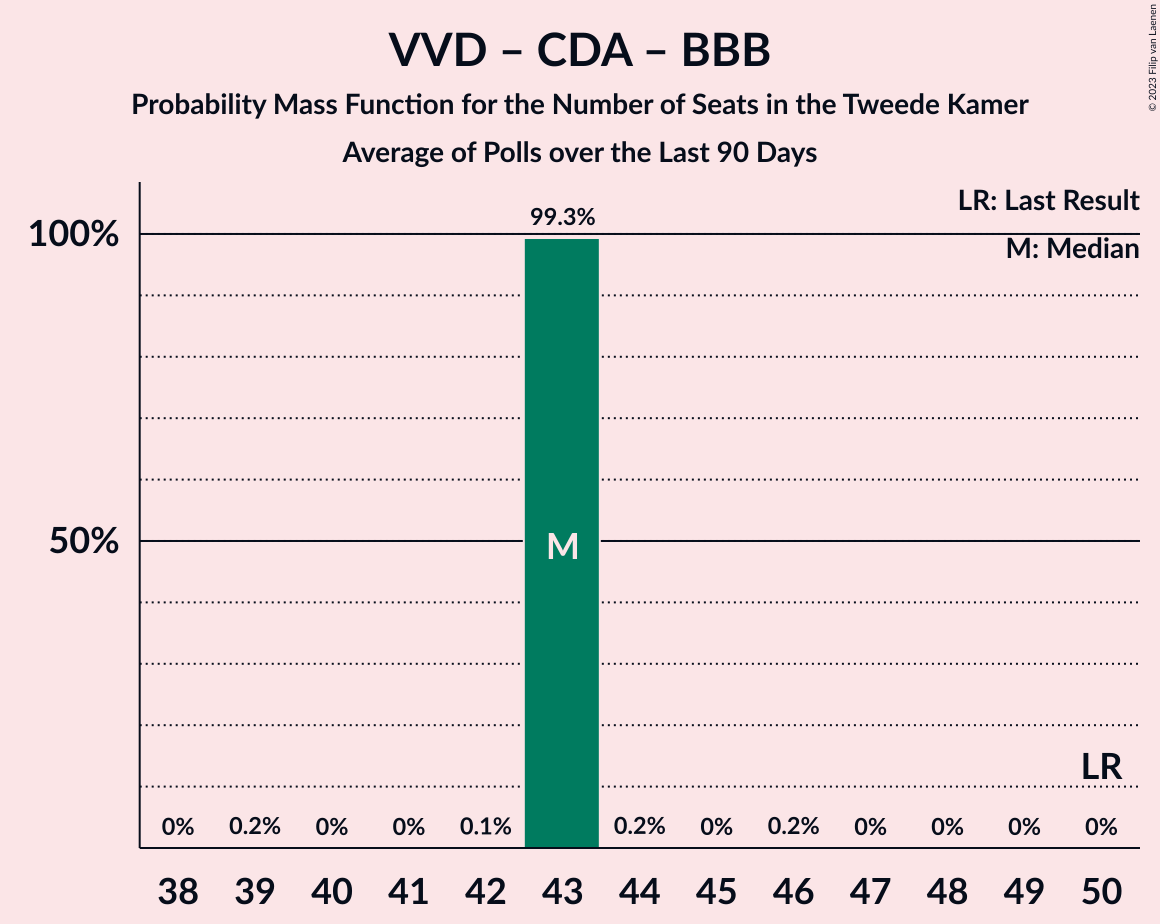 VVD – CDA – BBB
Probability Mass Function for the Number of Seats in the Tweede Kamer
Average of Polls over the Last 90 Days
© 2023 Filip van Laenen
LR: Last Result
M: Median
100%
50%
99.3%
M
LR
0% 0.2% 0% 0% 0.1% 0.2% 0% 0.2% 0% 0% 0% 0%
38 39 40 41 42 43 44 45 46 47 48 49 50